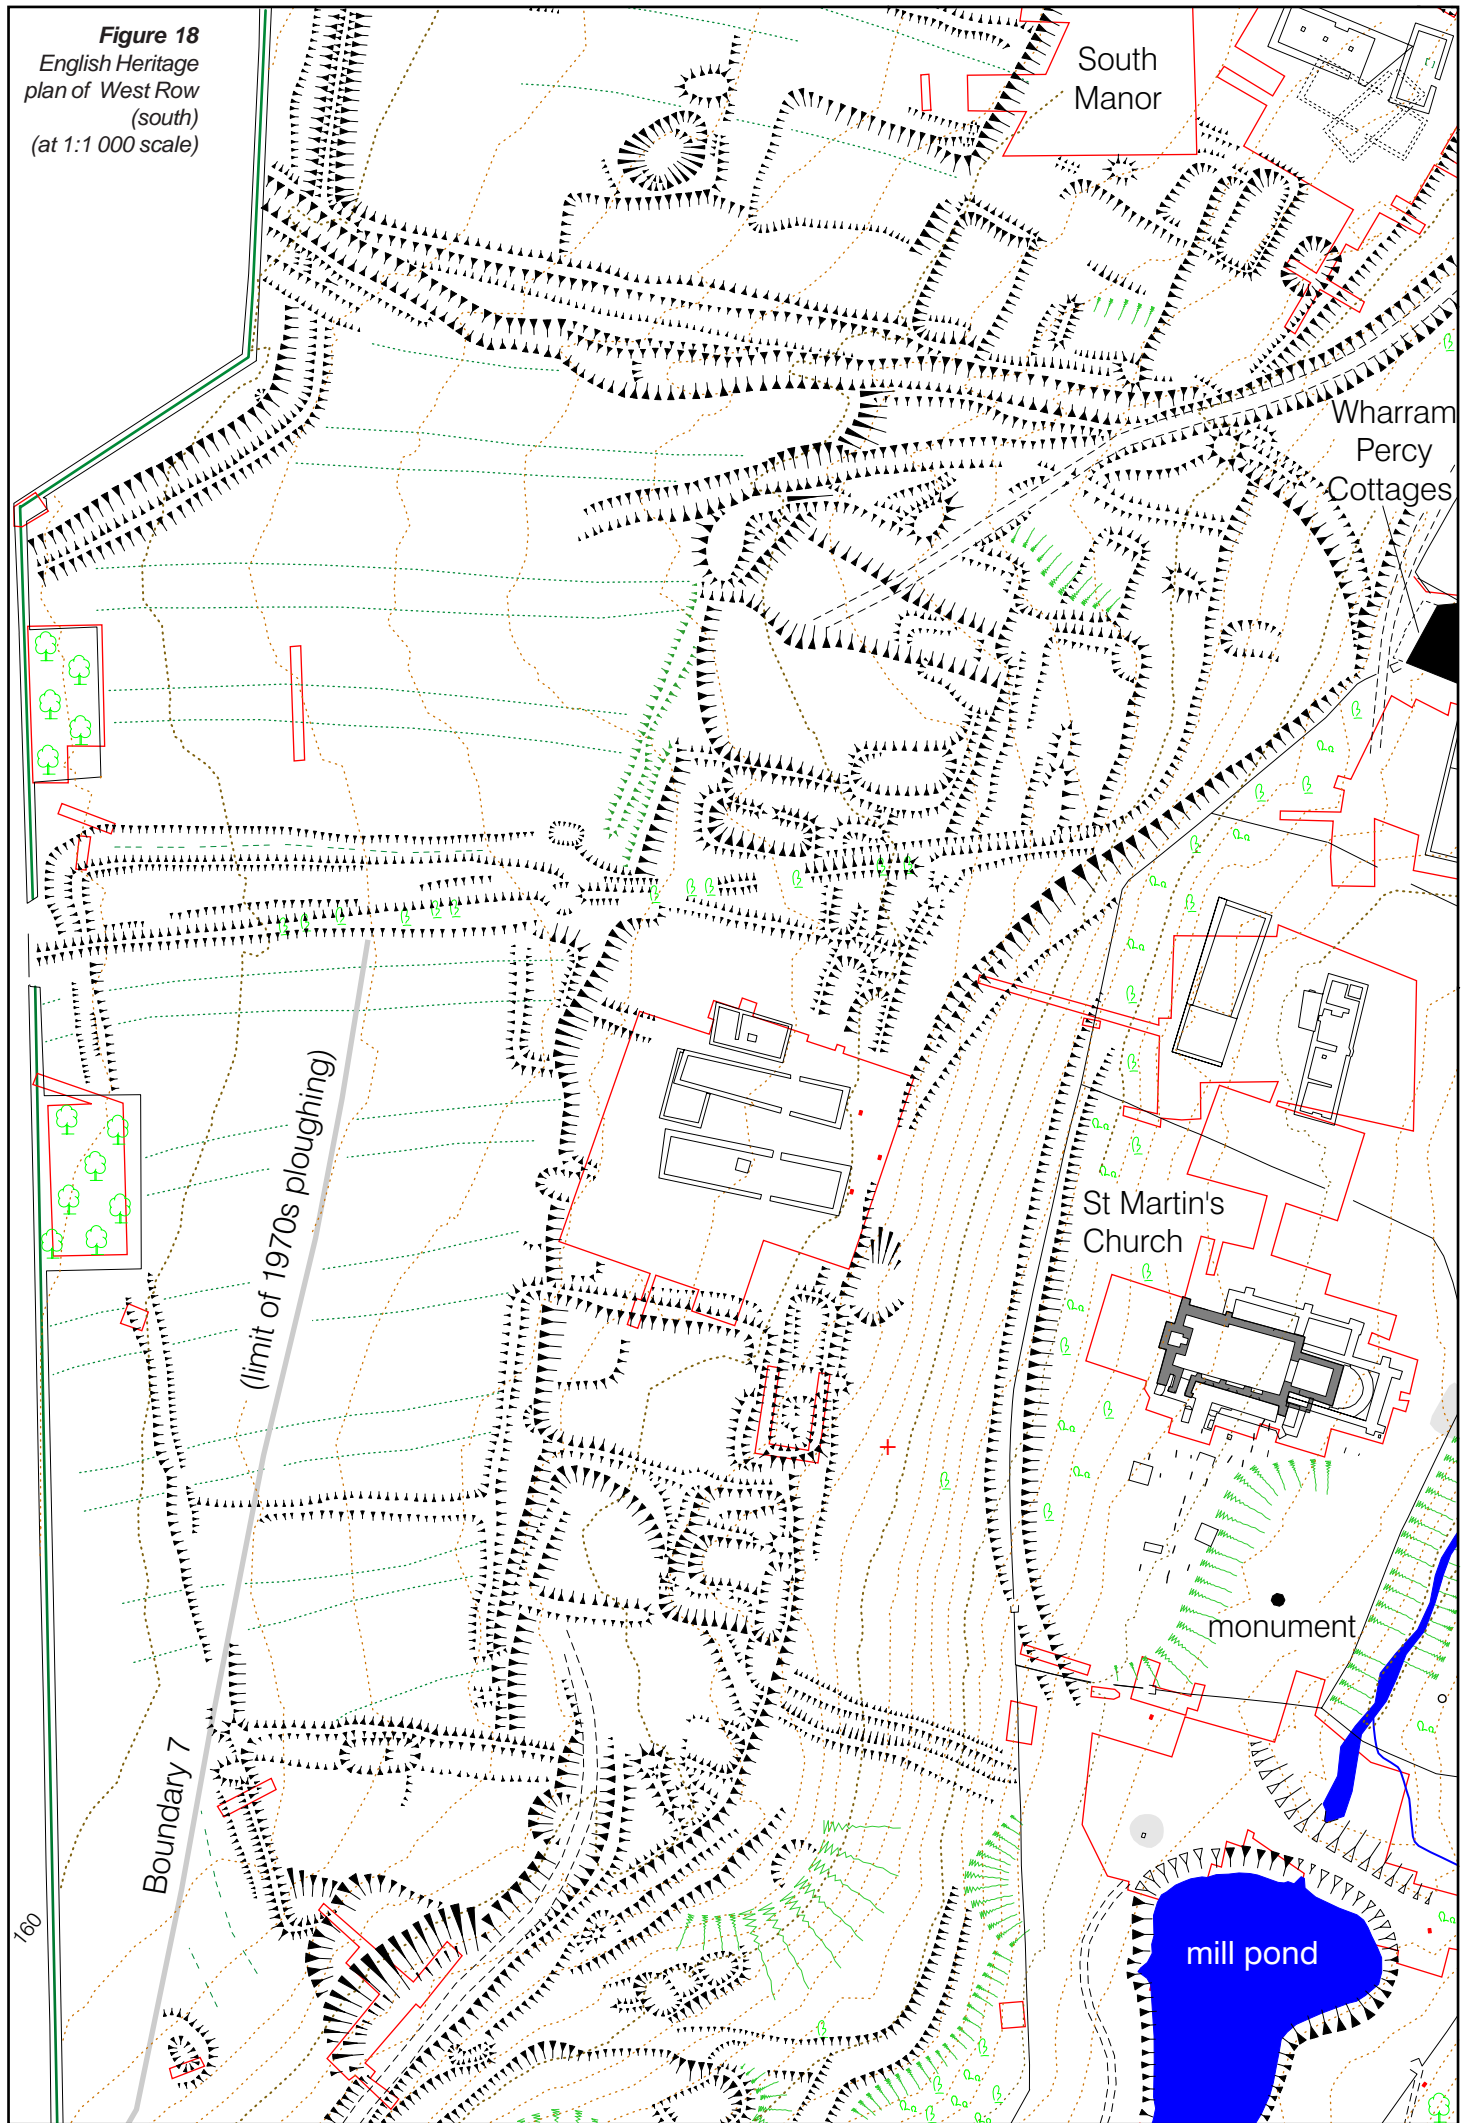 Figure 18
English Heritage
plan of West Row
(south)
(at 1:1 000 scale)
South
Manor
Wharram
Percy
Cottages
(limit of 1970s ploughing)
St Martin's
Church
monument
Boundary 7
160
mill pond